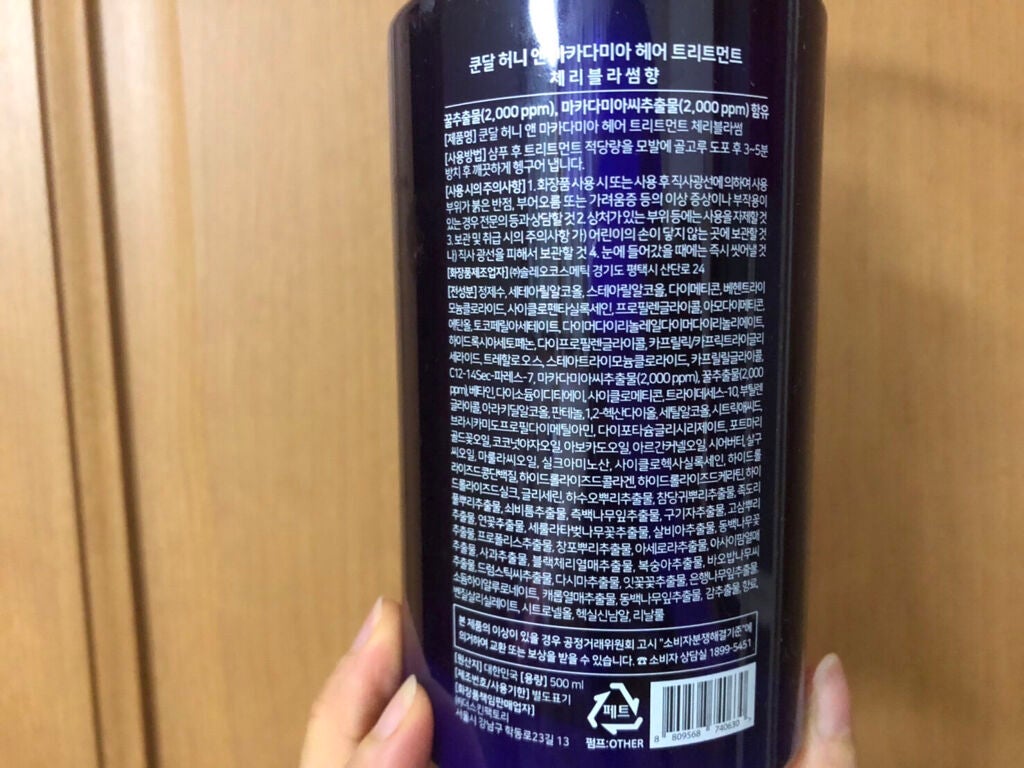 쿤달 허니 앤 마카다미아 헤어 트리트먼트
체리블라썸향
꿀추출물(2,000 ppm), 마카다미아씨추출물(2,000 ppm) 함유
[제품명] 쿤달 허니 앤 마카다미아 헤어 트리트먼트 체리블라썸
[사용방법] 샴푸 후 트리트먼트 적당량을 모발에 골고루 도포 후 3~5분
방치 후 깨끗하게 헹구어 냅니다.
[사용 시의 주의사항] 1. 화장품 사용 시 또는 사용 후 직사광선에 의하여 사용
부위가 붉은 반점, 부어오름 또는 가려움증 등의 이상 증상이나 부작용이
있는 경우 전문의 등과 상담할 것 2. 상처가 있는 부위 등에는 사용을 자제할 것
3. 보관 및 취급 시의 주의사항 가) 어린이의 손이 닿지 않는 곳에 보관할 것
나) 직사 광선을 피해서 보관할 것 4. 눈에 들어갔을 때에는 즉시 씻어낼 것
[화장품제조업자] ㈜솔레오코스메틱 경기도 평택시 산단로 24
[전성분] 정제수, 세테아릴알코올, 스테아릴알코올, 다이메티콘, 베헨트라이
모늄클로라이드, 사이클로펜타실록세인, 프로필렌글라이콜, 아모다이메티콘,
에탄올, 토코페릴아세테이트, 다이머다이리놀레일다이머다이리놀리에이트,
하이드록시아세토페논, 다이프로필렌글라이콜, 카프릴릭/카프릭트라이글리
세라이드, 트레할로오스, 스테아트라이모늄클로라이드, 카프릴릴글라이콜,
C12-14Sec-파레스-7, 마카다미아씨추출물(2,000 ppm), 꿀추출물(2,000
ppm), 베타인, 다이소듐이디티에이, 사이클로메티콘, 트라이데세스-10, 부틸렌
글라이콜, 아라키딜알코올, 판테놀, 1,2-헥산다이올, 세틸알코올, 시트릭애씨드,
브라시카미도프로필다이메틸아민, 다이포타슘글리시리제이트, 포트마리
골드꽃오일, 코코넛야자오일, 아보카도오일, 아르간커넬오일, 시어버터, 살구
씨오일, 마룰라씨오일, 실크아미노산, 사이클로헥사실록세인, 하이드롤
라이즈드콩단백질, 하이드롤라이즈드콜라겐, 하이드롤라이즈드케라틴, 하이
드롤라이즈드실크, 글리세린, 하수오뿌리추출물, 참당귀뿌리추출물, 족도리
풀뿌리추출물, 쇠비름추출물, 측백나무잎추출물, 구기자추출물, 고삼뿌리
추출물, 연꽃추출물, 세룰라타벚나무꽃추출물, 살비아추출물, 동백나무꽃
추출물, 프로폴리스추출물, 창포뿌리추출물, 아세로라추출물, 아사이팜열매
추출물, 사과추출물, 블랙체리열매추출물, 복숭아추출물, 바오밥나무씨
추출물, 드럼스틱씨추출물, 다시마추출물, 잇꽃꽃추출물, 은행나무잎추출물,
소듐하이알루로네이트, 캐롭열매추출물, 동백나무잎추출물, 감추출물, 향료,
벤질살리실레이트, 시트로넬올, 헥실신남알, 리날룰
본 제품의 이상이 있을 경우 공정거래위원회 고시 "소비자분쟁해결기준"에
의거하여 교환 또는 보상을 받을 수 있습니다. ☎소비자 상담실 1899-5451
[원산지] 대한민국 [용량] 500 ml
[제조번호/사용기한] 별도표기
[화장품책임판매업자]
㈜더스킨팩토리
서울시 강남구 학동로23길 13
페트
펌프:OTHER
8 809568 740630